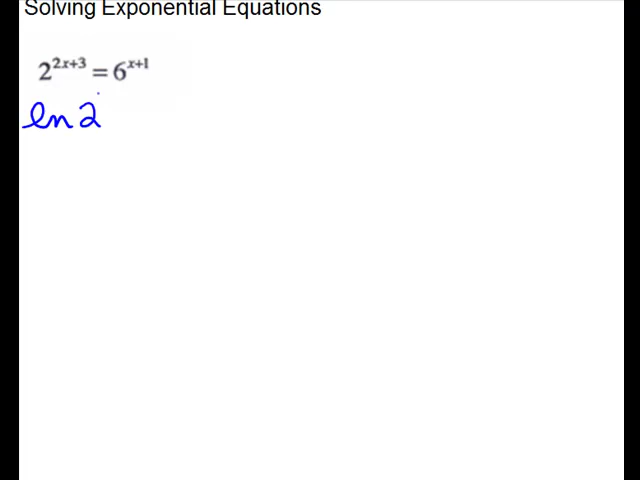 Solving Exponential Equations
2^{2x+3} = 6^{x+1}
ln 2